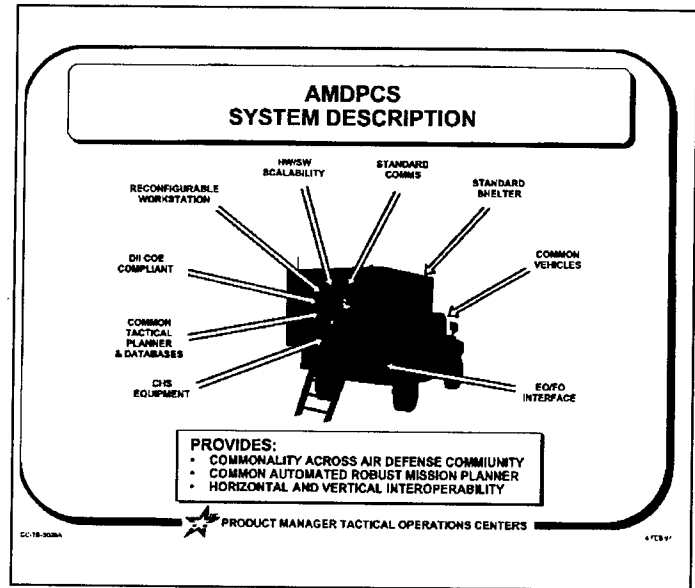 AMDPCS
SYSTEM DESCRIPTION
HW/SW
SCALABILITY
STANDARD
COMMS
RECONFIGURABLE
WORKSTATION
STANDARD
SHELTER
DII COE
COMPLIANT
COMMON
VEHICLES
COMMON
TACTICAL
PLANNER
& DATABASES
CHS
EQUIPMENT
EO/FO
INTERFACE
PROVIDES:
• COMMONALITY ACROSS AIR DEFENSE COMMIUNITY
• COMMON AUTOMATED ROBUST MISSION PLANNER
• HORIZONTAL AND VERTICAL INTEROPERABILITY
PRODUCT MANAGER TACTICAL OPERATIONS CENTERS